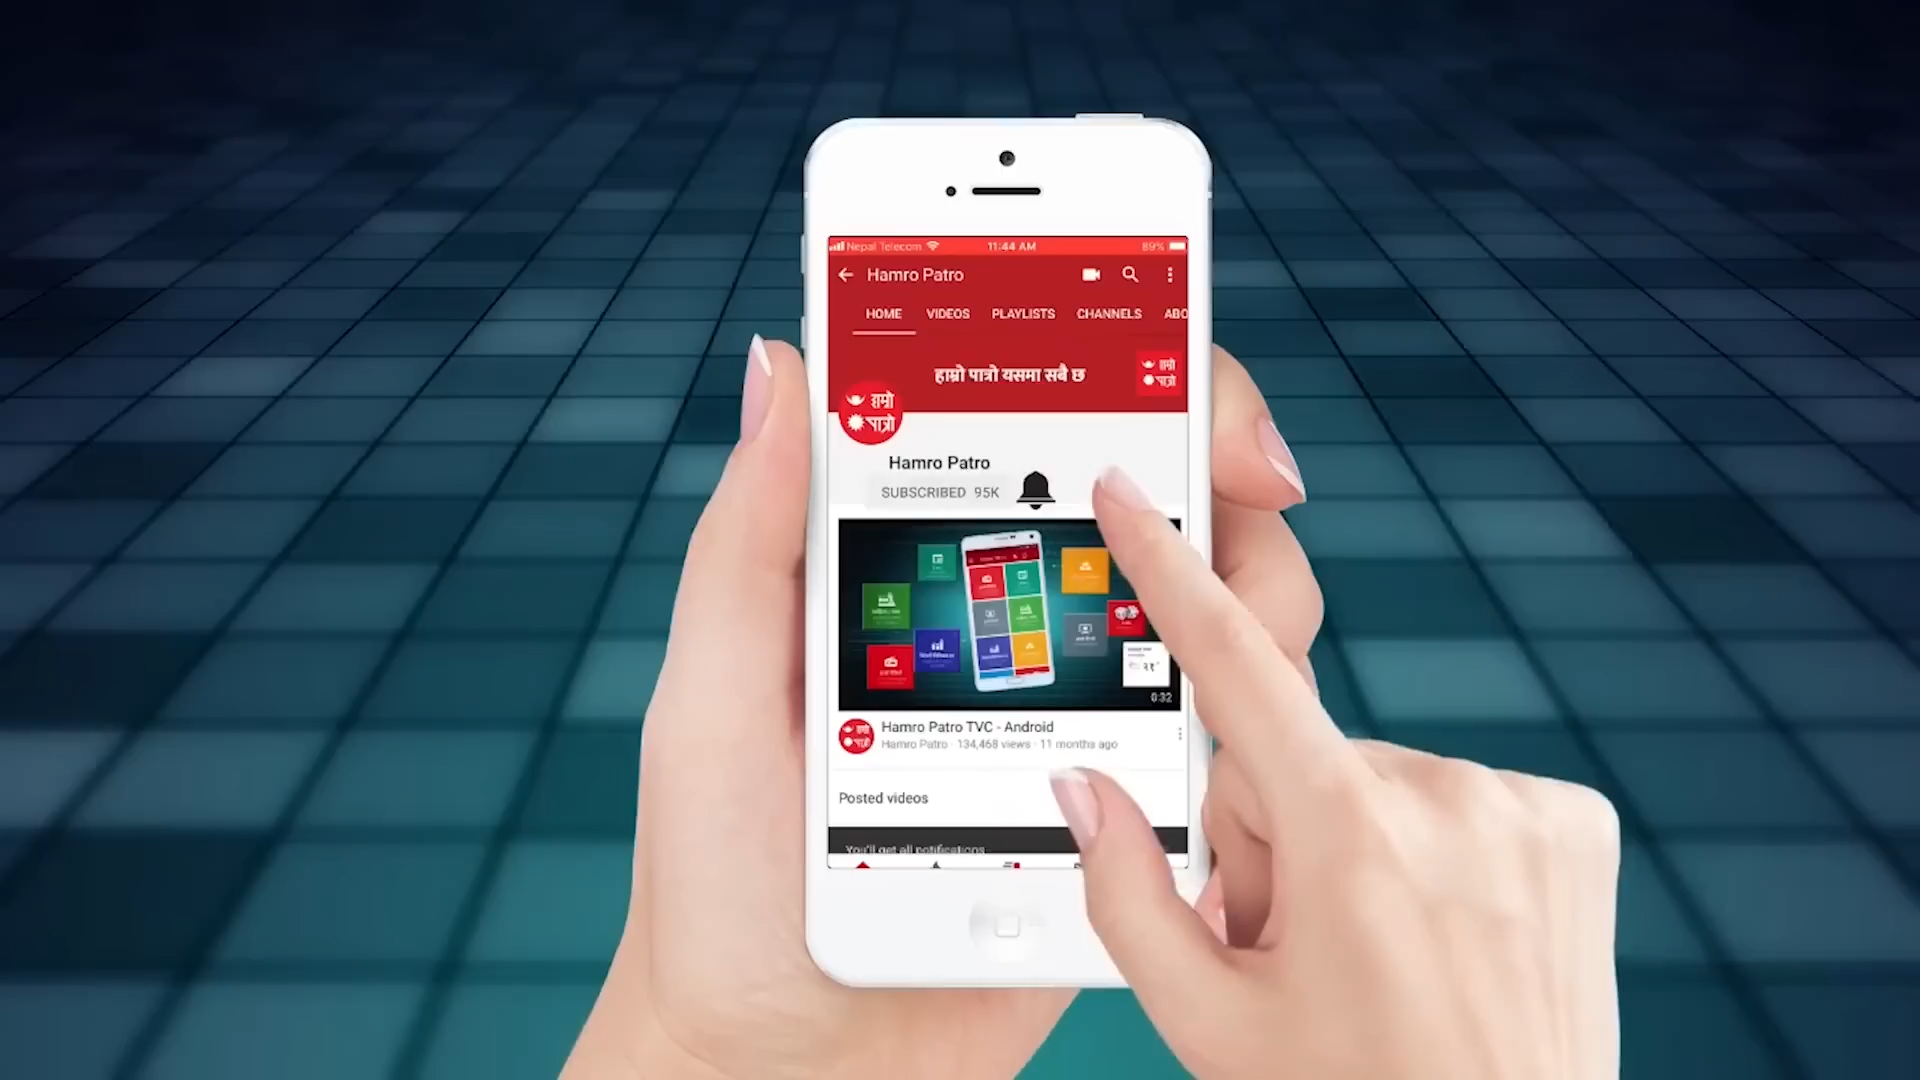 Nepal Telecom 11:44 AM 89%
Hamro Patro
HOME VIDEOS PLAYLISTS CHANNELS ABO
हाम्रो पात्रो यसमा सबै छ
हाम्रो
पात्रो
हाम्रो
पात्रो
Hamro Patro
SUBSCRIBED 95K
२१
0:32
हाम्रो
पात्रो
Hamro Patro TVC - Android
Hamro Patro · 134,468 views · 11 months ago
Posted videos
You'll get all notifications